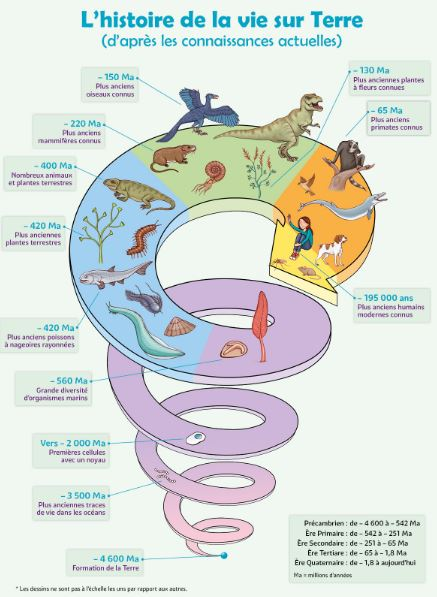 L'histoire de la vie sur Terre
(d'après les connaissances actuelles)
– 150 Ma
Plus anciens
oiseaux connus
– 130 Ma
Plus anciennes plantes
à fleurs connues
– 220 Ma
Plus anciens
mammifères connus
– 65 Ma
Plus anciens
primates connus
– 400 Ma
Nombreux animaux
et plantes terrestres
– 420 Ma
Plus anciennes
plantes terrestres
– 195 000 ans
Plus anciens humains
modernes connus
– 420 Ma
Plus anciens poissons
à nageoires rayonnées
– 560 Ma
Grande diversité
d'organismes marins
Vers – 2 000 Ma
Premières cellules
avec un noyau
– 3 500 Ma
Plus anciennes traces
de vie dans les océans
– 4 600 Ma
Formation de la Terre
Précambrien : de – 4 600 à – 542 Ma
Ère Primaire : de – 542 à – 251 Ma
Ère Secondaire : de – 251 à – 65 Ma
Ère Tertiaire : de – 65 à – 1,8 Ma
Ère Quaternaire : de – 1,8 à aujourd'hui
Ma = millions d'années
* Les dessins ne sont pas à l'échelle les uns par rapport aux autres.